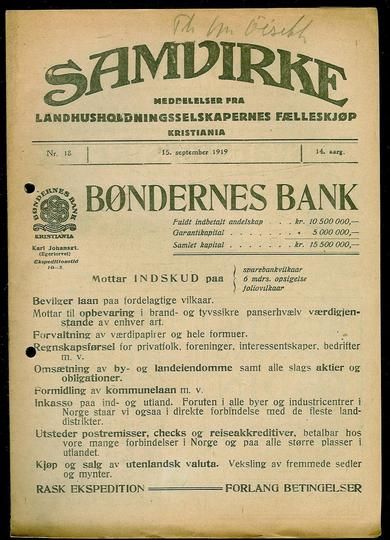 SAMVIRKE
MEDDELELSER FRA
LANDHUSHOLDNINGSSELSKAPERNES FÆLLESKJØP
KRISTIANIA
Nr. 18
15. september 1919
14. aarg.
BØNDERNES BANK
KRISTIANIA
Karl Johansgt.
(Egertorvet)
Ekspeditionstid
10—3.
BØNDERNES BANK
Fuldt indbetalt andelskap . . . . kr. 10 500 000,—
Garantikapital . . . . . . . . . « 5 000 000,—
Samlet kapital . . . . . . . . . kr. 15 500 000,—
Mottar INDSKUD paa
sparebankvilkaar
6 mdrs. opsigelse
foliovilkaar
Bevilger laan paa fordelagtige vilkaar.
Mottar til opbevaring i brand- og tyvssikre panserhvælv værdigjen-
stande av enhver art.
Forvaltning av værdipapirer og hele formuer.
Regnskapsførsel for privatfolk, foreninger, interessentskaper, bedrifter
m. v.
Omsætning av by- og landeiendomme samt alle slags aktier og
obligationer.
Formidling av kommunelaan m. v.
Inkasso paa ind- og utland. Foruten i alle byer og industricentrer i
Norge staar vi ogsaa i direkte forbindelse med de fleste land-
distrikter.
Utsteder postremisser, checks og reiseakkreditiver, betalbar hos
vore mange forbindelser i Norge og paa alle større plasser i
utlandet.
Kjøp og salg av utenlandsk valuta. Veksling av fremmede sedler
og mynter.
RASK EKSPEDITION
FORLANG BETINGELSER